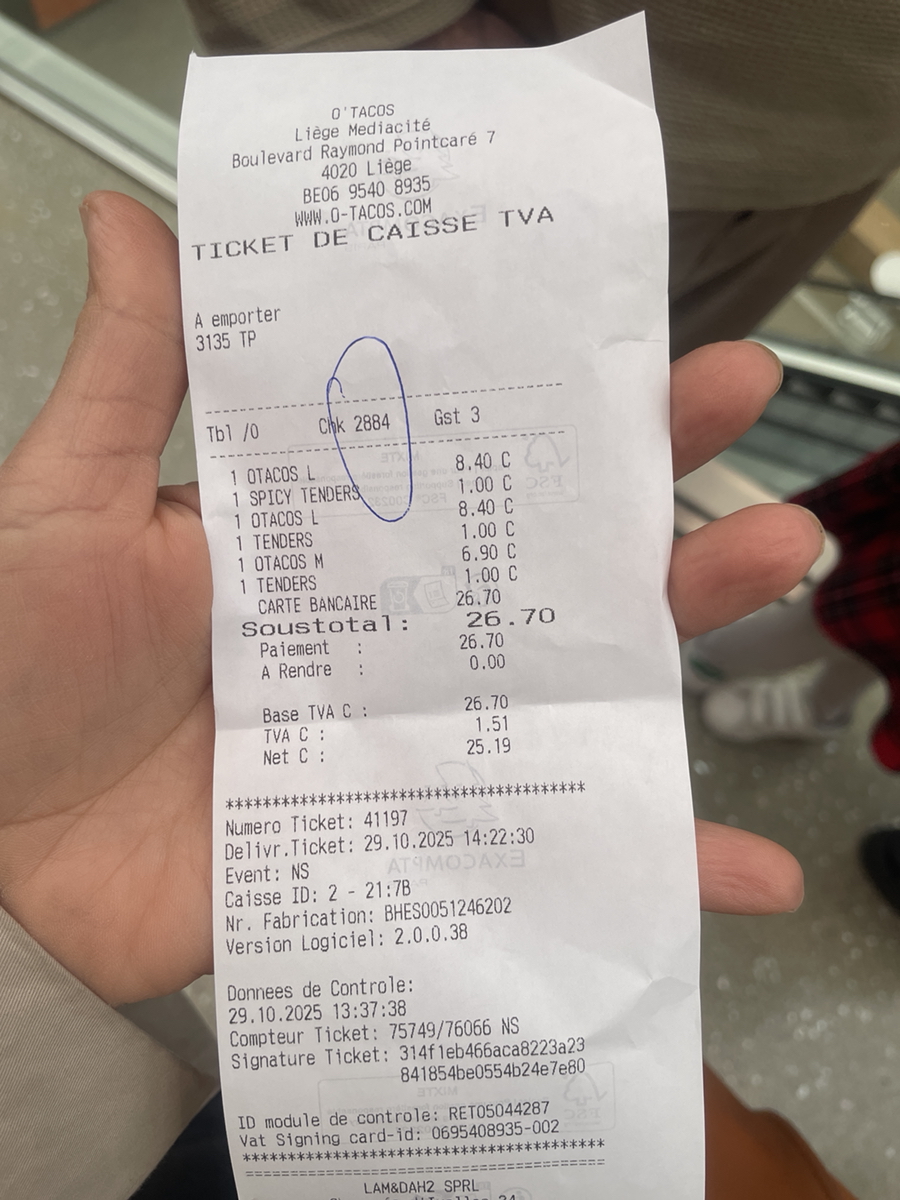 O'TACOS
Liège Mediacité
Boulevard Raymond Pointcaré 7
4020 Liège
BE06 9540 8935
WWW.O-TACOS.COM
TICKET DE CAISSE TVA
A emporter
3135 TP
Tbl /0 Chk 2884 Gst 3
1 OTACOS L 8.40 C
1 SPICY TENDERS 1.00 C
1 OTACOS L 8.40 C
1 TENDERS 1.00 C
1 OTACOS M 6.90 C
1 TENDERS 1.00 C
CARTE BANCAIRE 26.70
Soustotal: 26.70
Paiement : 26.70
A Rendre : 0.00
Base TVA C : 26.70
TVA C : 1.51
Net C : 25.19
****************************************
Numero Ticket: 41197
Delivr.Ticket: 29.10.2025 14:22:30
Event: NS
Caisse ID: 2 - 21:7B
Nr. Fabrication: BHES0051246202
Version Logiciel: 2.0.0.38
Donnees de Controle:
29.10.2025 13:37:38
Compteur Ticket: 75749/76066 NS
Signature Ticket: 314f1eb466aca8223a23
841854be0554b24e7e80
ID module de controle: RET05044287
Vat Signing card-id: 0695408935-002
****************************************
========================================
LAM&DAH2 SPRL